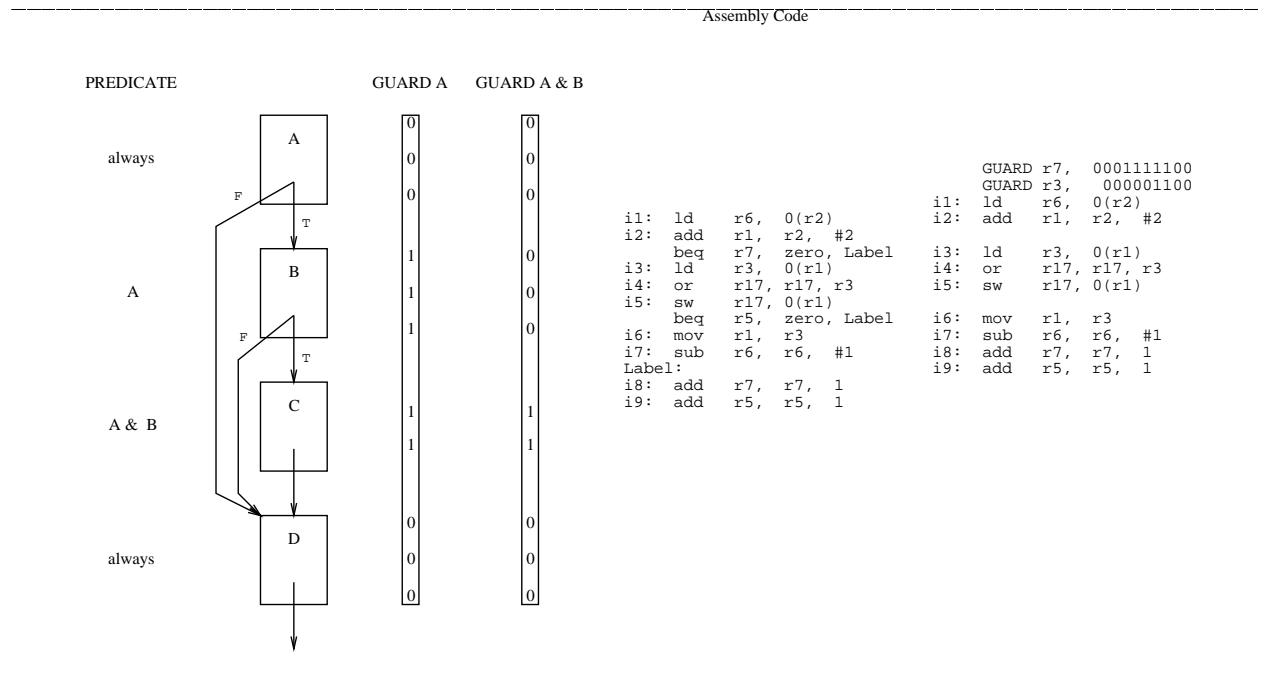 Assembly Code
PREDICATE
GUARD A
GUARD A & B
always
A
A & B
always
A
F
T
B
F
T
C
D
0
0
0
1
1
1
1
1
0
0
0
0
0
0
0
0
0
1
1
0
0
0
i1: ld r6, 0(r2)
i2: add r1, r2, #2
beq r7, zero, Label
i3: ld r3, 0(r1)
i4: or r17, r17, r3
i5: sw r17, 0(r1)
beq r5, zero, Label
i6: mov r1, r3
i7: sub r6, r6, #1
Label:
i8: add r7, r7, 1
i9: add r5, r5, 1
GUARD r7, 0001111100
GUARD r3, 000001100
i1: ld r6, 0(r2)
i2: add r1, r2, #2
i3: ld r3, 0(r1)
i4: or r17, r17, r3
i5: sw r17, 0(r1)
i6: mov r1, r3
i7: sub r6, r6, #1
i8: add r7, r7, 1
i9: add r5, r5, 1